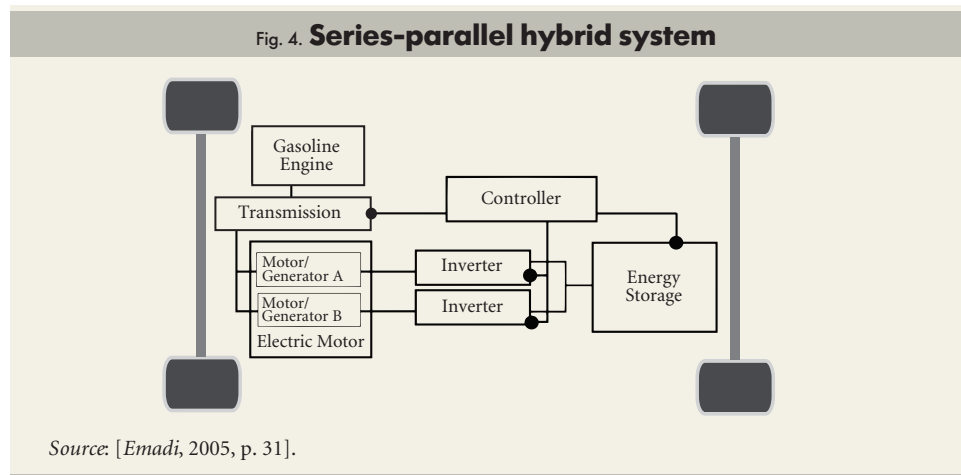 Fig. 4. Series-parallel hybrid system
Gasoline
Engine
Transmission
Controller
Motor/
Generator A
Inverter
Motor/
Generator B
Inverter
Electric Motor
Energy
Storage
Source: [Emadi, 2005, p. 31].